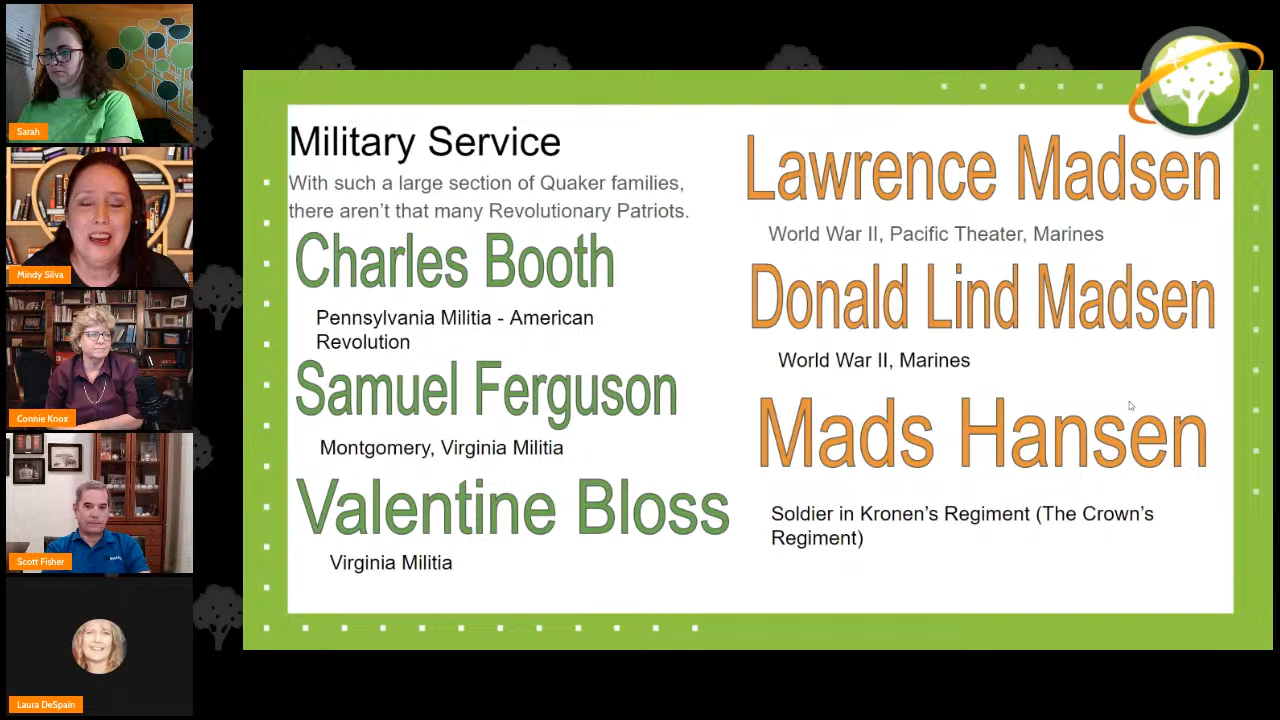 Sarah
Mindy Silva
Connie Knox
Scott Fisher
Laura DeSpain
Military Service
With such a large section of Quaker families,
there aren't that many Revolutionary Patriots.
Charles Booth
Pennsylvania Militia - American
Revolution
Samuel Ferguson
Montgomery, Virginia Militia
Valentine Bloss
Virginia Militia
Lawrence Madsen
World War II, Pacific Theater, Marines
Donald Lind Madsen
World War II, Marines
Mads Hansen
Soldier in Kronen's Regiment (The Crown's
Regiment)